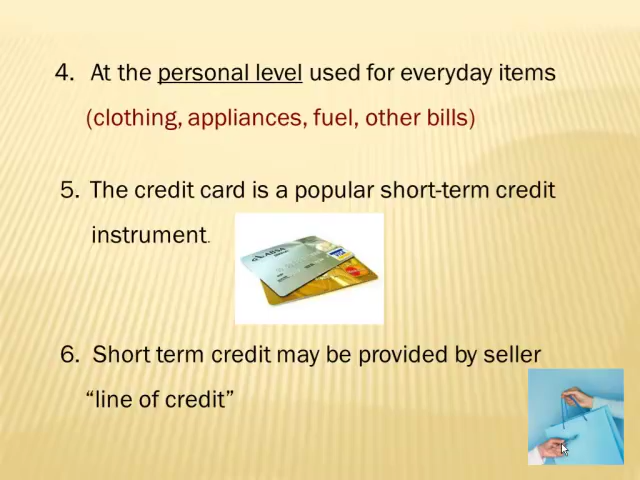 4. At the personal level used for everyday items
(clothing, appliances, fuel, other bills)
5. The credit card is a popular short-term credit
instrument.
6. Short term credit may be provided by seller
“line of credit”